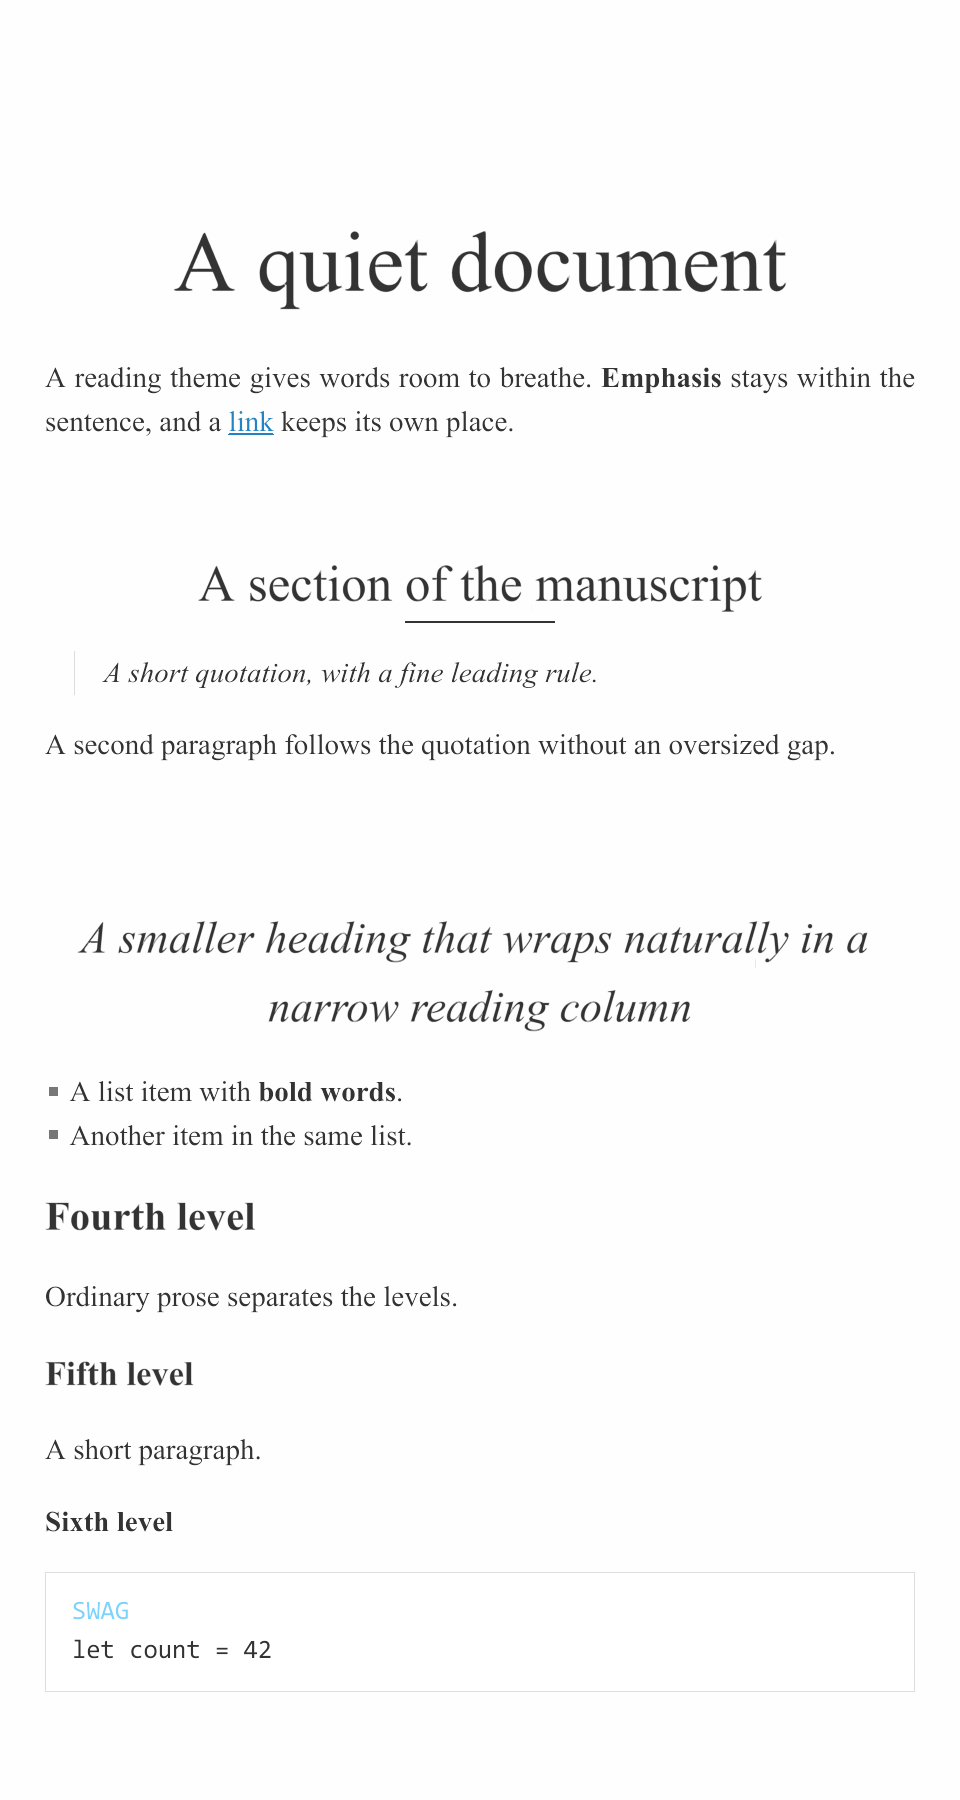 A quiet document
A reading theme gives words room to breathe. Emphasis stays within the
sentence, and a link keeps its own place.
A section of the manuscript
A short quotation, with a fine leading rule.
A second paragraph follows the quotation without an oversized gap.
A smaller heading that wraps naturally in a
narrow reading column
A list item with bold words.
Another item in the same list.
Fourth level
Ordinary prose separates the levels.
Fifth level
A short paragraph.
Sixth level
SWAG
let count = 42